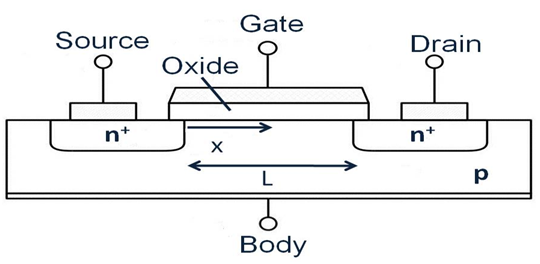 Gate
Source
Drain
Oxide
n⁺
n⁺
x
L
p
Body